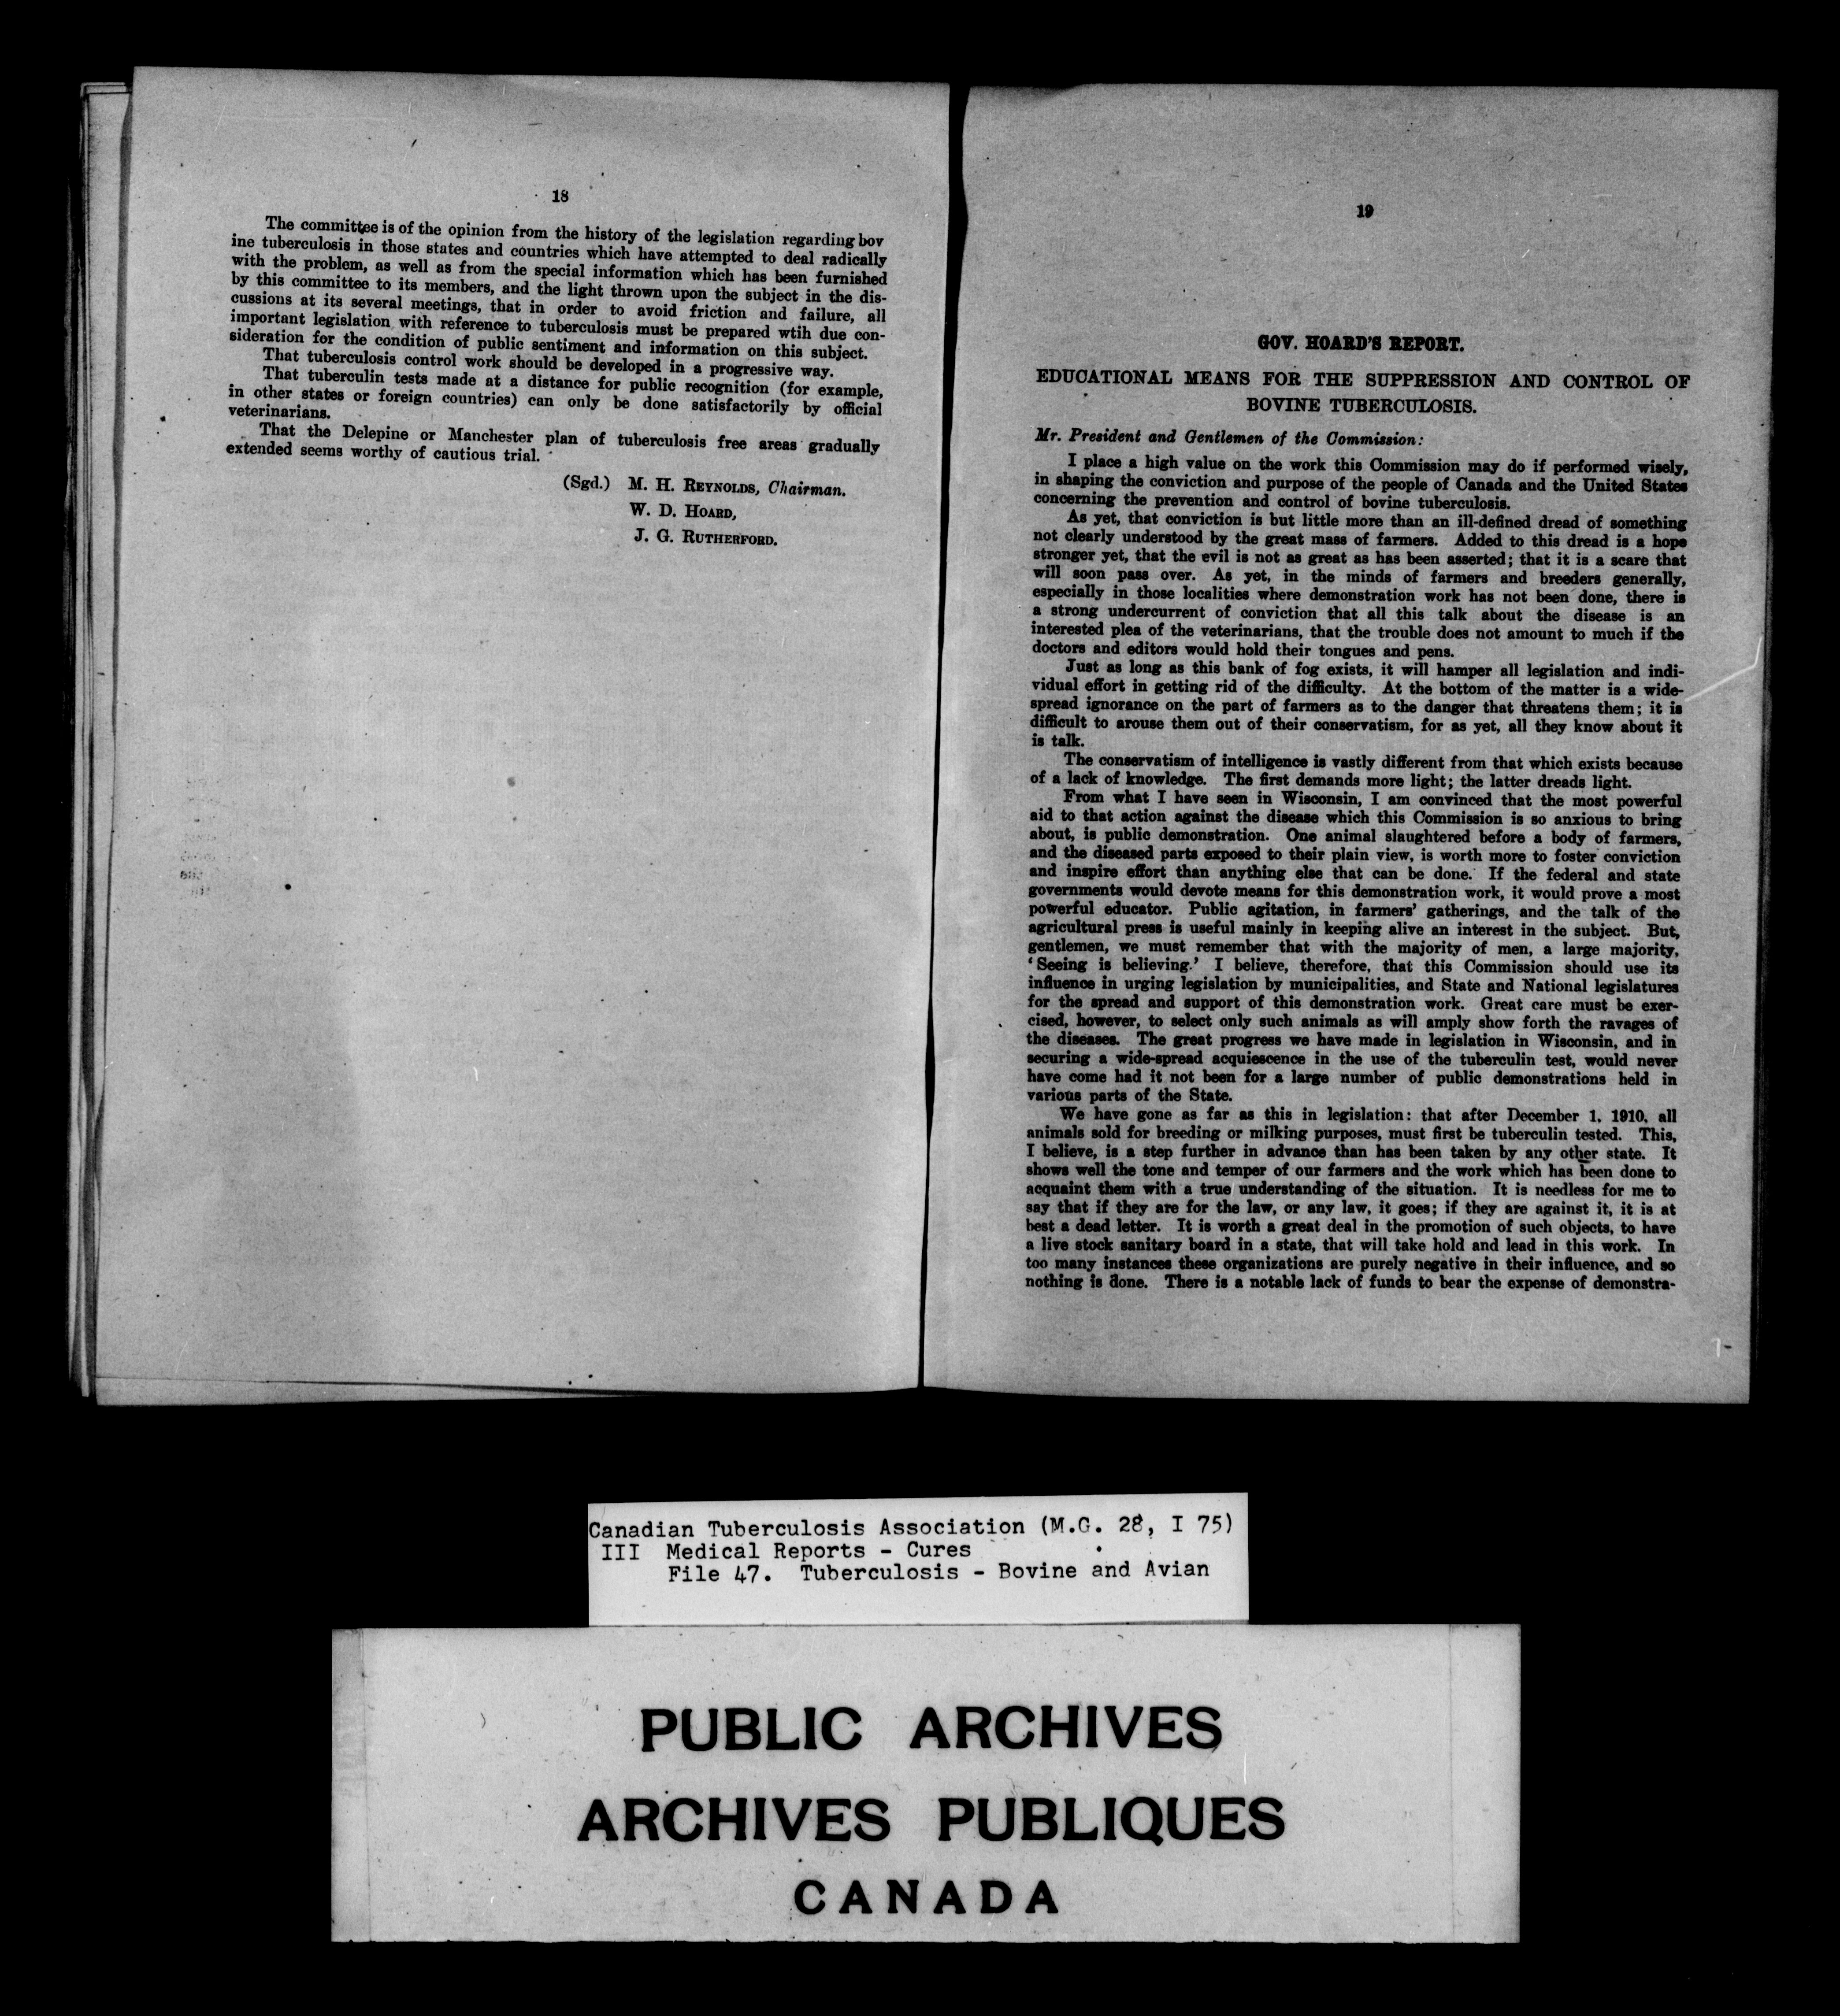 18
The committee is of the opinion from the history of the legislation regarding bov
ine tuberculosis in those states and countries which have attempted to deal radically
with the problem, as well as from the special information which has been furnished
by this committee to its members, and the light thrown upon the subject in the dis-
cussions at its several meetings, that in order to avoid friction and failure, all
important legislation with reference to tuberculosis must be prepared wtih due con-
sideration for the condition of public sentiment and information on this subject.
That tuberculosis control work should be developed in a progressive way.
That tuberculin tests made at a distance for public recognition (for example,
in other states or foreign countries) can only be done satisfactorily by official
veterinarians.
That the Delepine or Manchester plan of tuberculosis free areas gradually
extended seems worthy of cautious trial.
(Sgd.) M. H. REYNOLDS, Chairman.
W. D. HOARD,
J. G. RUTHERFORD.
19
GOV. HOARD'S REPORT.
EDUCATIONAL MEANS FOR THE SUPPRESSION AND CONTROL OF
BOVINE TUBERCULOSIS.
Mr. President and Gentlemen of the Commission:
I place a high value on the work this Commission may do if performed wisely,
in shaping the conviction and purpose of the people of Canada and the United States
concerning the prevention and control of bovine tuberculosis.
As yet, that conviction is but little more than an ill-defined dread of something
not clearly understood by the great mass of farmers. Added to this dread is a hope
stronger yet, that the evil is not as great as has been asserted; that it is a scare that
will soon pass over. As yet, in the minds of farmers and breeders generally,
especially in those localities where demonstration work has not been done, there is
a strong undercurrent of conviction that all this talk about the disease is an
interested plea of the veterinarians, that the trouble does not amount to much if the
doctors and editors would hold their tongues and pens.
Just as long as this bank of fog exists, it will hamper all legislation and indi-
vidual effort in getting rid of the difficulty. At the bottom of the matter is a wide-
spread ignorance on the part of farmers as to the danger that threatens them; it is
difficult to arouse them out of their conservatism, for as yet, all they know about it
is talk.
The conservatism of intelligence is vastly different from that which exists because
of a lack of knowledge. The first demands more light; the latter dreads light.
From what I have seen in Wisconsin, I am convinced that the most powerful
aid to that action against the disease which this Commission is so anxious to bring
about, is public demonstration. One animal slaughtered before a body of farmers,
and the diseased parts exposed to their plain view, is worth more to foster conviction
and inspire effort than anything else that can be done. If the federal and state
governments would devote means for this demonstration work, it would prove a most
powerful educator. Public agitation, in farmers' gatherings, and the talk of the
agricultural press is useful mainly in keeping alive an interest in the subject. But,
gentlemen, we must remember that with the majority of men, a large majority,
'Seeing is believing.' I believe, therefore, that this Commission should use its
influence in urging legislation by municipalities, and State and National legislatures
for the spread and support of this demonstration work. Great care must be exer-
cised, however, to select only such animals as will amply show forth the ravages of
the diseases. The great progress we have made in legislation in Wisconsin, and in
securing a wide-spread acquiescence in the use of the tuberculin test, would never
have come had it not been for a large number of public demonstrations held in
various parts of the State.
We have gone as far as this in legislation: that after December 1, 1910, all
animals sold for breeding or milking purposes, must first be tuberculin tested. This,
I believe, is a step further in advance than has been taken by any other state. It
shows well the tone and temper of our farmers and the work which has been done to
acquaint them with a true understanding of the situation. It is needless for me to
say that if they are for the law, or any law, it goes; if they are against it, it is at
best a dead letter. It is worth a great deal in the promotion of such objects, to have
a live stock sanitary board in a state, that will take hold and lead in this work. In
too many instances these organizations are purely negative in their influence, and so
nothing is done. There is a notable lack of funds to bear the expense of demonstra-
Canadian Tuberculosis Association (M.G. 28, I 75)
III Medical Reports - Cures
File 47. Tuberculosis - Bovine and Avian
PUBLIC ARCHIVES
ARCHIVES PUBLIQUES
CANADA